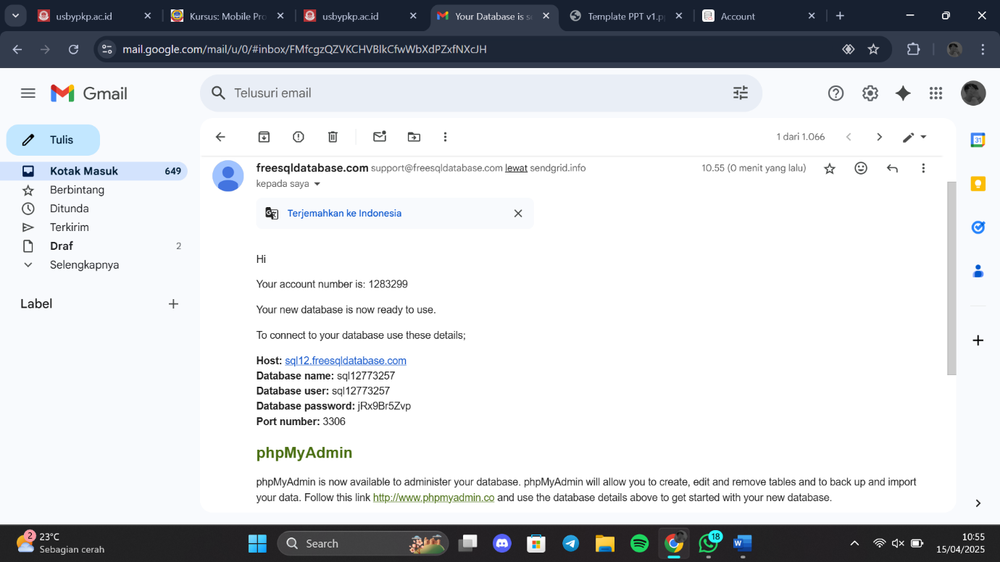 usbypkp.ac.id
Kursus: Mobile Pro
usbypkp.ac.id
Your Database is se
Template PPT v1.pp
Account
mail.google.com/mail/u/0/#inbox/FMfcgzQZVKCHVBlkCfwWbXdPZxfNXcJH
Gmail
Telusuri email
Tulis
1 dari 1.066
31
Kotak Masuk 649
Berbintang
Ditunda
Terkirim
Draf 2
Selengkapnya
Label
freesqldatabase.com support@freesqldatabase.com lewat sendgrid.info 10.55 (0 menit yang lalu)
kepada saya
Terjemahkan ke Indonesia
Hi
Your account number is: 1283299
Your new database is now ready to use.
To connect to your database use these details;
Host: sql12.freesqldatabase.com
Database name: sql12773257
Database user: sql12773257
Database password: jRx9Br5Zvp
Port number: 3306
phpMyAdmin
phpMyAdmin is now available to administer your database. phpMyAdmin will allow you to create, edit and remove tables and to back up and import
your data. Follow this link http://www.phpmyadmin.co and use the database details above to get started with your new database.
2
23°C
Sebagian cerah
Search
18
10:55
15/04/2025